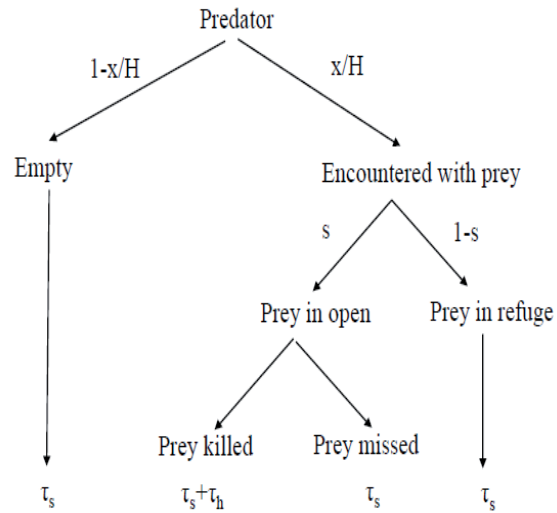 Predator
1-x/H
x/H
Empty
Encountered with prey
s
1-s
Prey in open
Prey in refuge
Prey killed
Prey missed
τs
τs+τh
τs
τs